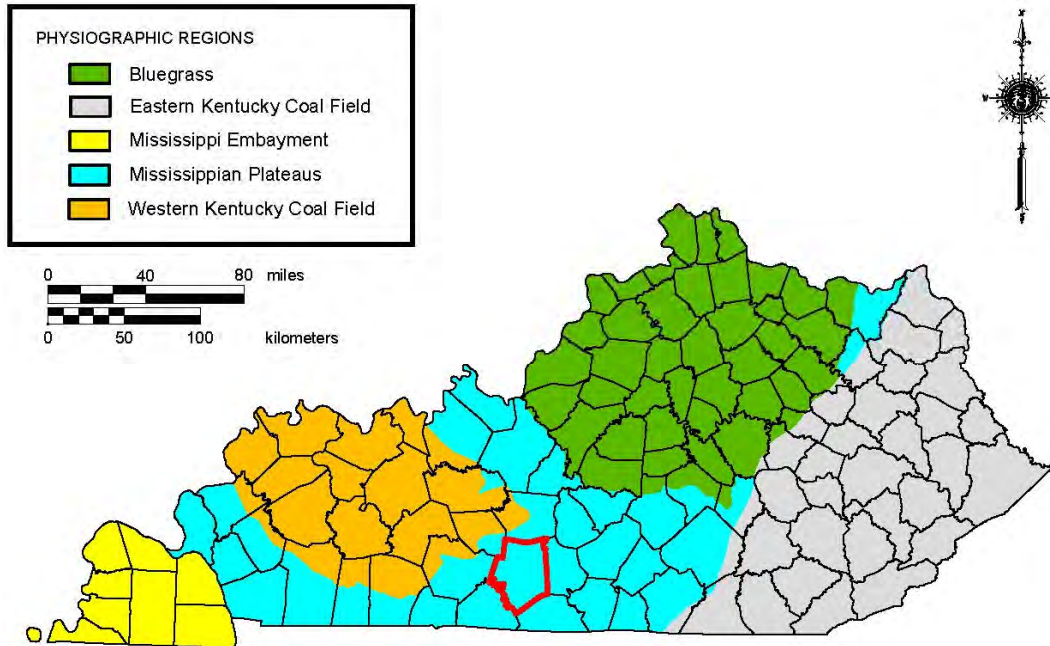 PHYSIOGRAPHIC REGIONS
Bluegrass
Eastern Kentucky Coal Field
Mississippi Embayment
Mississippian Plateaus
Western Kentucky Coal Field
0 40 80 miles
0 50 100 kilometers